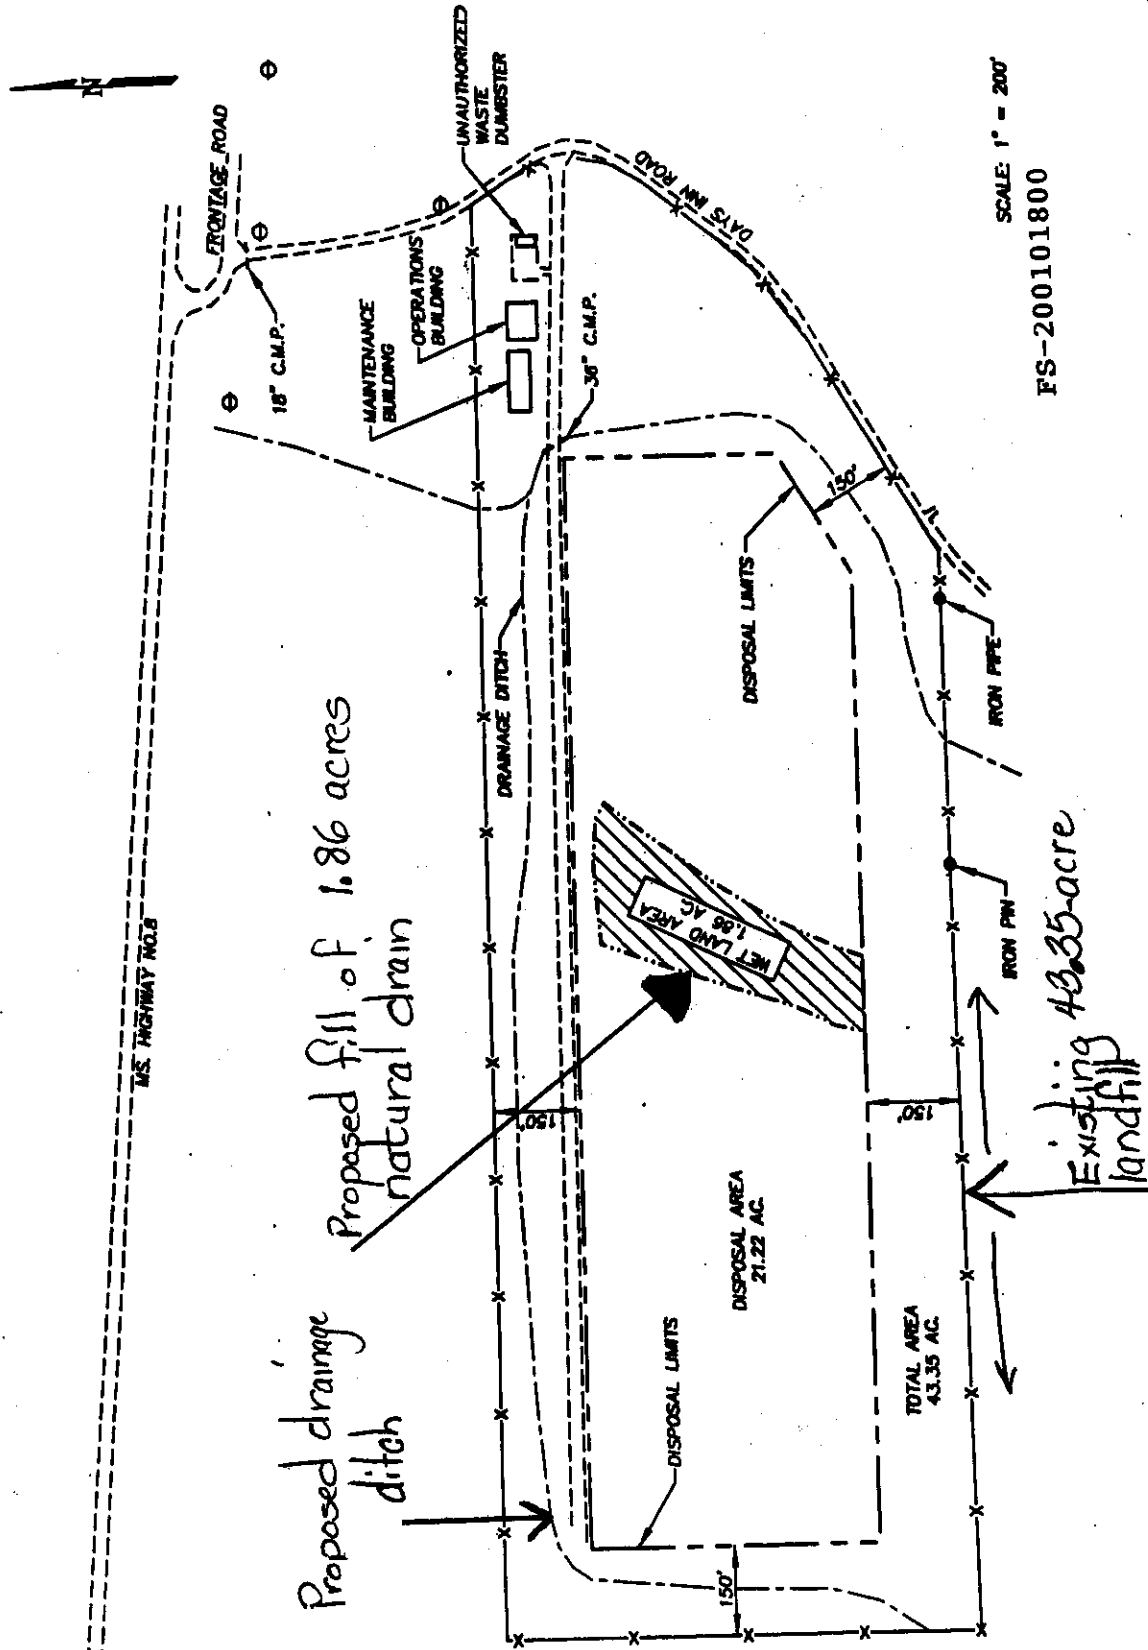 N
MS. HIGHWAY NO.8
FRONTAGE ROAD
18" C.M.P.
UNAUTHORIZED
WASTE
DUMBSTER
MAINTENANCE
BUILDING
OPERATIONS
BUILDING
36" C.M.P.
DAYS INN ROAD
Proposed drainage
ditch
Proposed fill of 1.86 acres
natural drain
DRAINAGE DITCH
150'
DISPOSAL LIMITS
150'
WET LAND AREA
1.86 AC.
DISPOSAL LIMITS
150'
DISPOSAL AREA
21.22 AC.
150'
TOTAL AREA
43.35 AC.
IRON PIN
IRON PIPE
Existing 43.35-acre
landfill
SCALE: 1" = 200'
FS-200101800